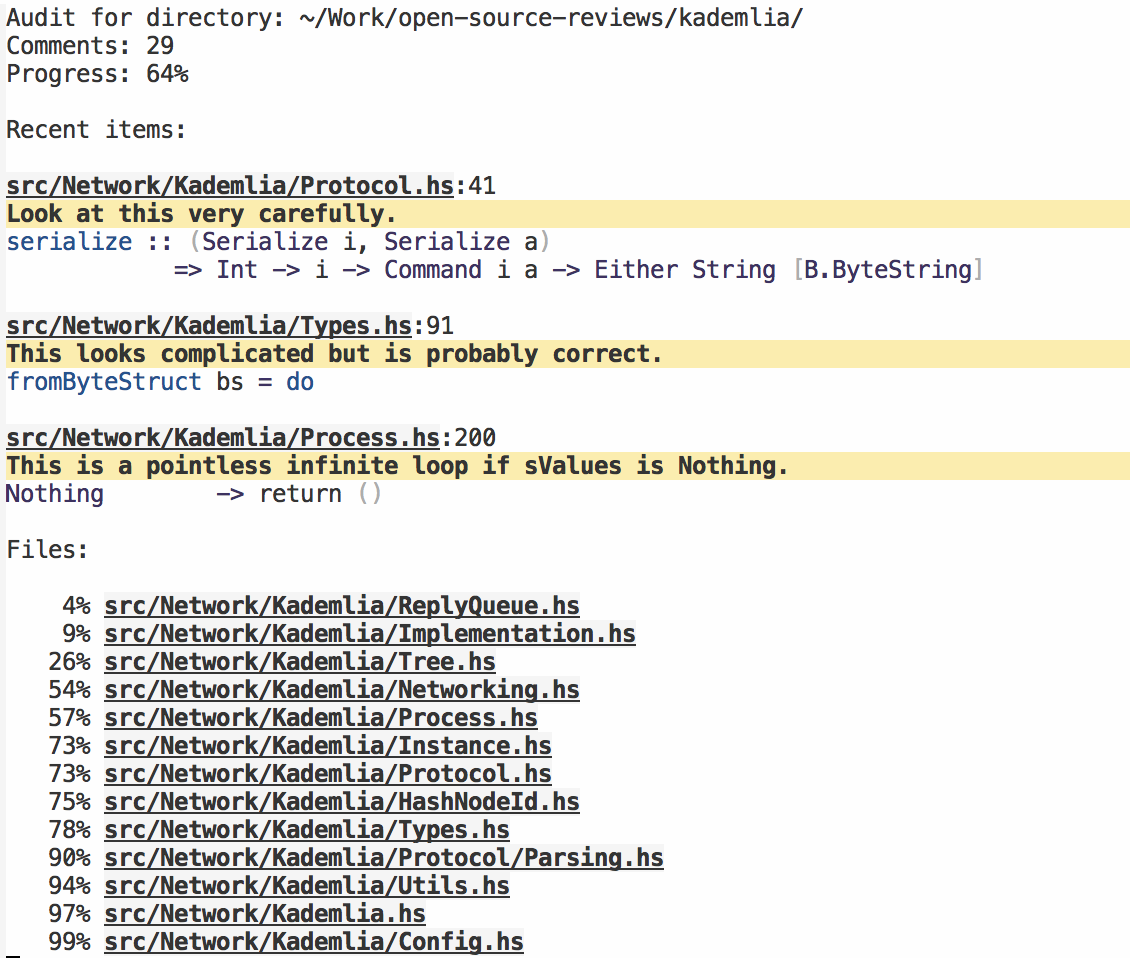 Audit for directory: ~/Work/open-source-reviews/kademlia/
Comments: 29
Progress: 64%
Recent items:
src/Network/Kademlia/Protocol.hs:41
Look at this very carefully.
serialize :: (Serialize i, Serialize a)
            => Int -> i -> Command i a -> Either String [B.ByteString]
src/Network/Kademlia/Types.hs:91
This looks complicated but is probably correct.
fromByteStruct bs = do
src/Network/Kademlia/Process.hs:200
This is a pointless infinite loop if sValues is Nothing.
Nothing        -> return ()
Files:
    4% src/Network/Kademlia/ReplyQueue.hs
    9% src/Network/Kademlia/Implementation.hs
   26% src/Network/Kademlia/Tree.hs
   54% src/Network/Kademlia/Networking.hs
   57% src/Network/Kademlia/Process.hs
   73% src/Network/Kademlia/Instance.hs
   73% src/Network/Kademlia/Protocol.hs
   75% src/Network/Kademlia/HashNodeId.hs
   78% src/Network/Kademlia/Types.hs
   90% src/Network/Kademlia/Protocol/Parsing.hs
   94% src/Network/Kademlia/Utils.hs
   97% src/Network/Kademlia.hs
   99% src/Network/Kademlia/Config.hs